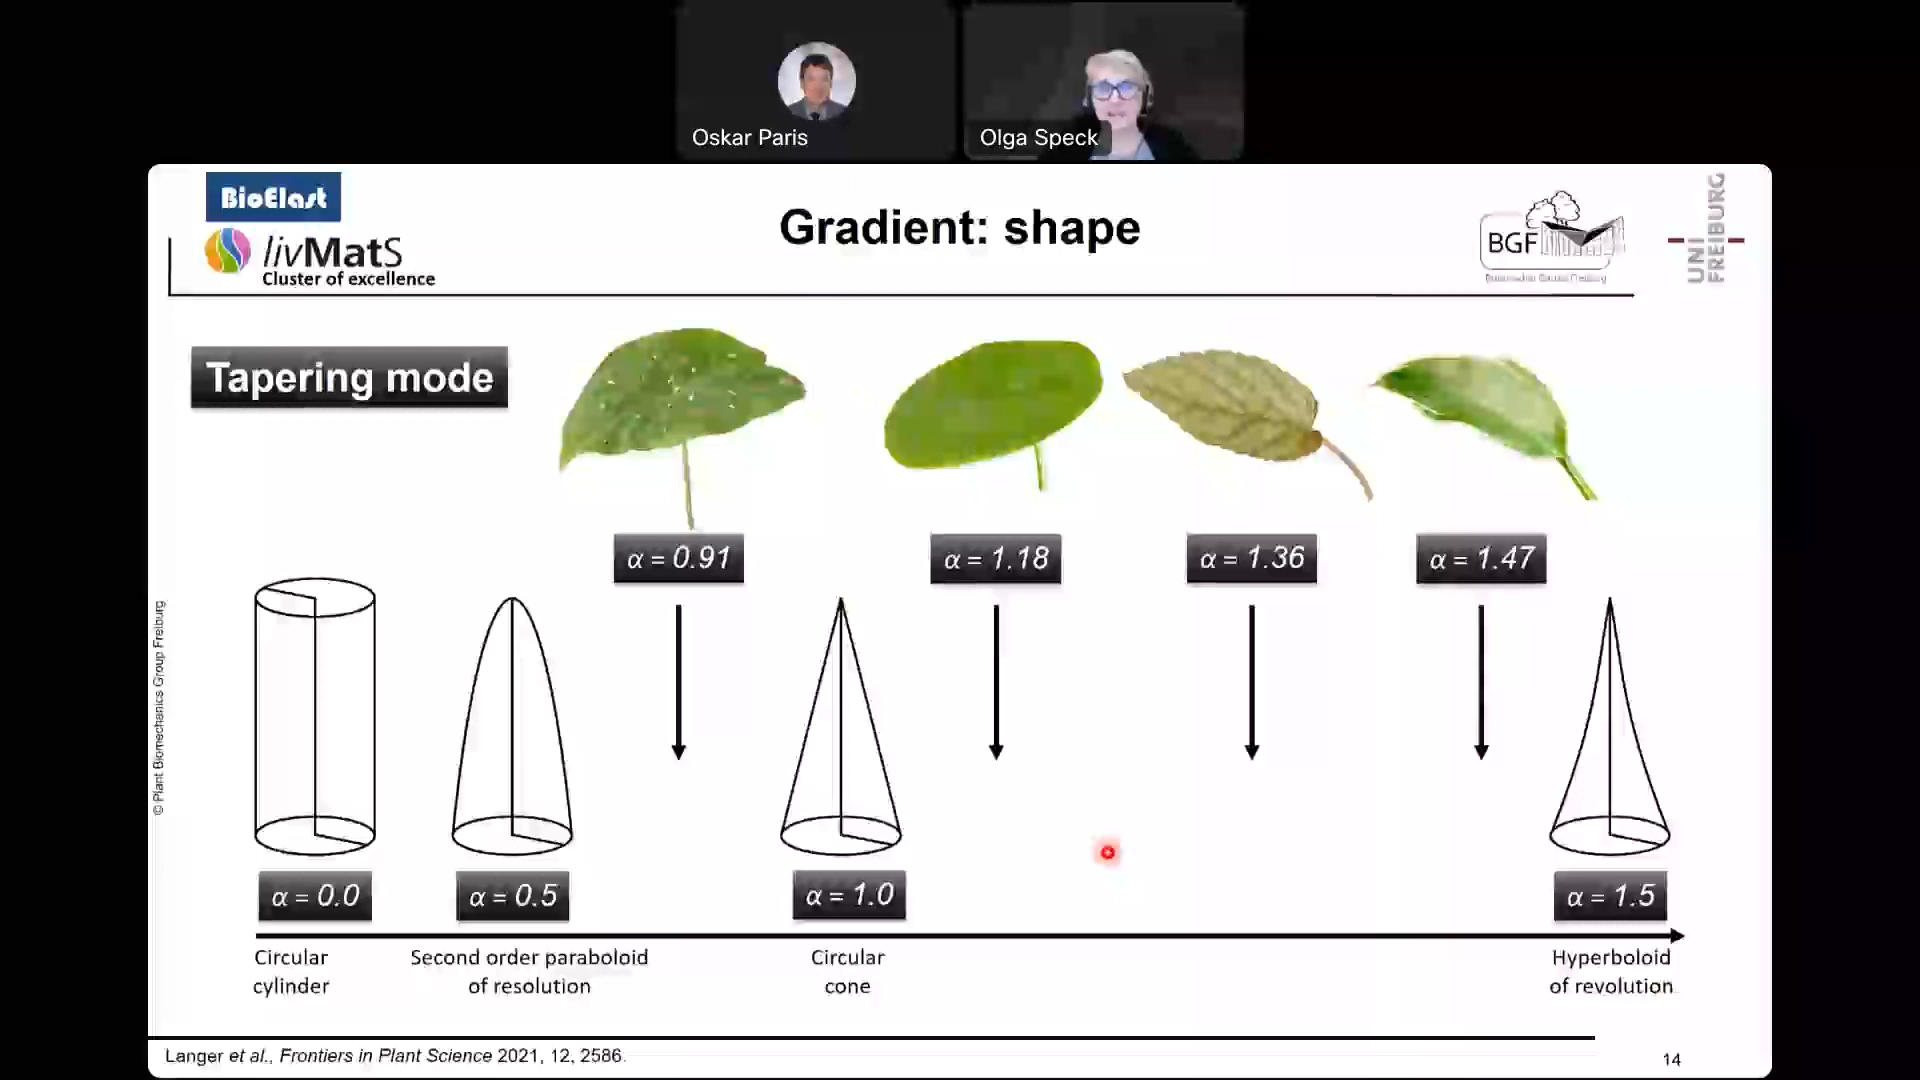 Oskar Paris
Olga Speck
BioElast
livMatS
Cluster of excellence
Gradient: shape
BGF
UNI
FREIBURG
Tapering mode
α = 0.91
α = 1.18
α = 1.36
α = 1.47
© Plant Biomechanics Group Freiburg
α = 0.0
α = 0.5
α = 1.0
α = 1.5
Circular
cylinder
Second order paraboloid
of resolution
Circular
cone
Hyperboloid
of revolution
Langer et al., Frontiers in Plant Science 2021, 12, 2586.
14